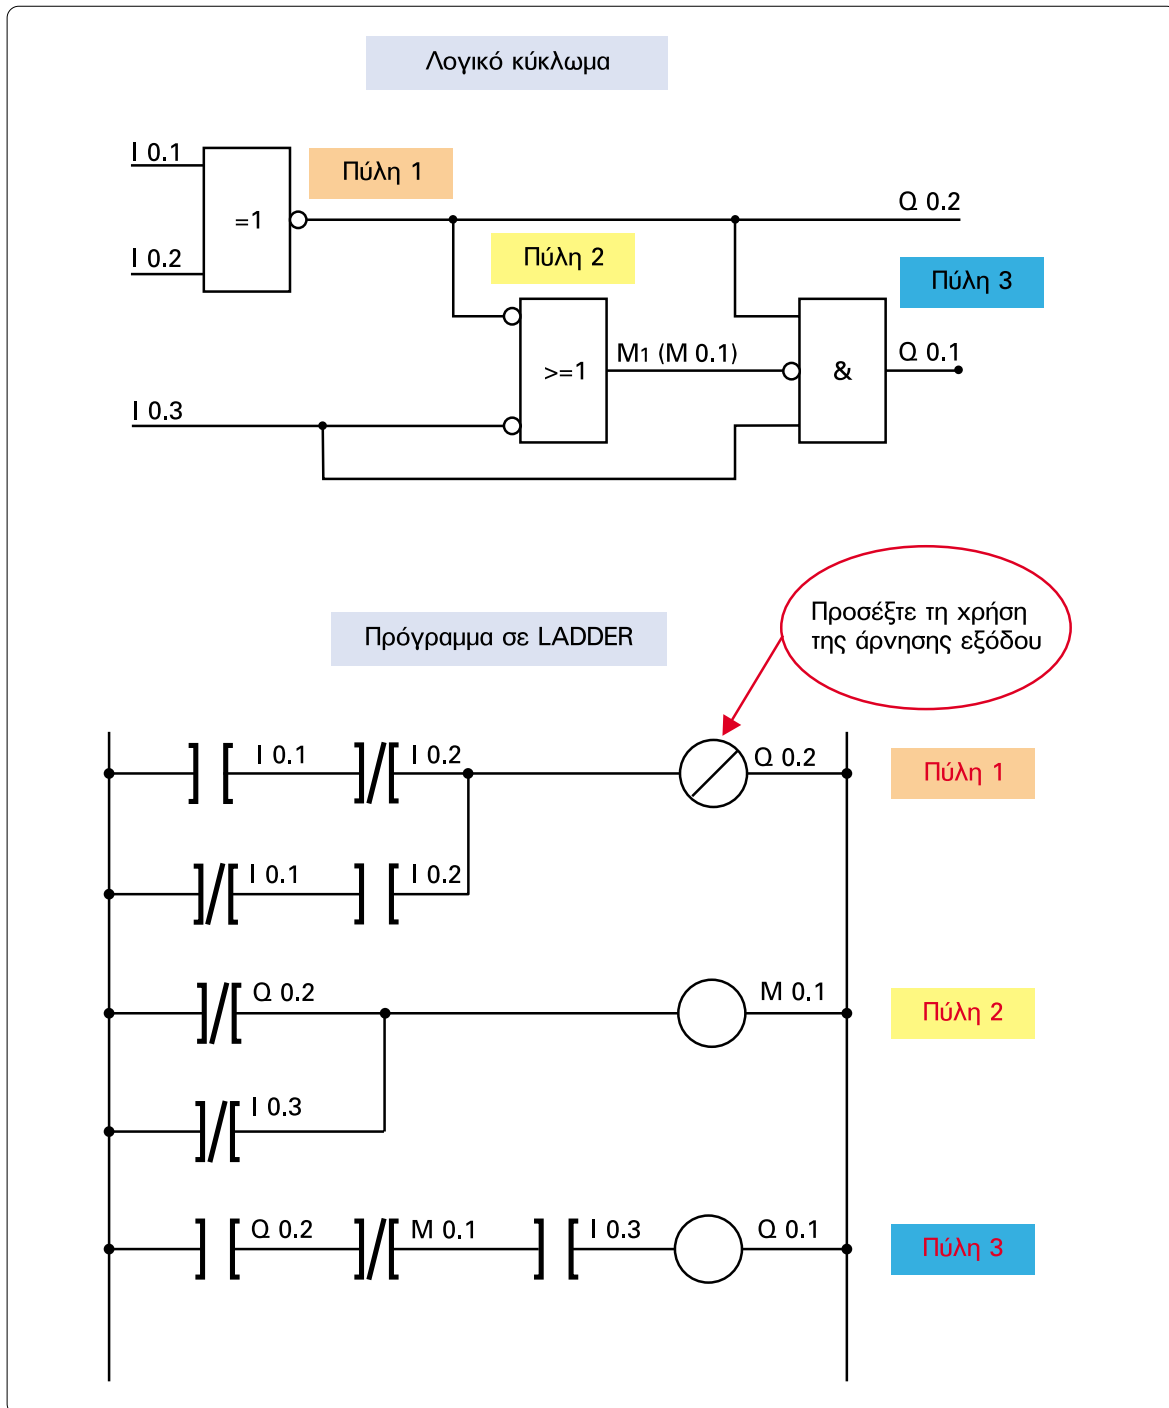 Λογικό κύκλωμα
I 0.1
Πύλη 1
=1
Q 0.2
I 0.2
Πύλη 2
Πύλη 3
>=1
M1 (M 0.1)
&
Q 0.1
I 0.3
Προσέξτε τη χρήση
της άρνησης εξόδου
Πρόγραμμα σε LADDER
I 0.1
I 0.2
Q 0.2
Πύλη 1
I 0.1
I 0.2
Q 0.2
M 0.1
Πύλη 2
I 0.3
Q 0.2
M 0.1
I 0.3
Q 0.1
Πύλη 3